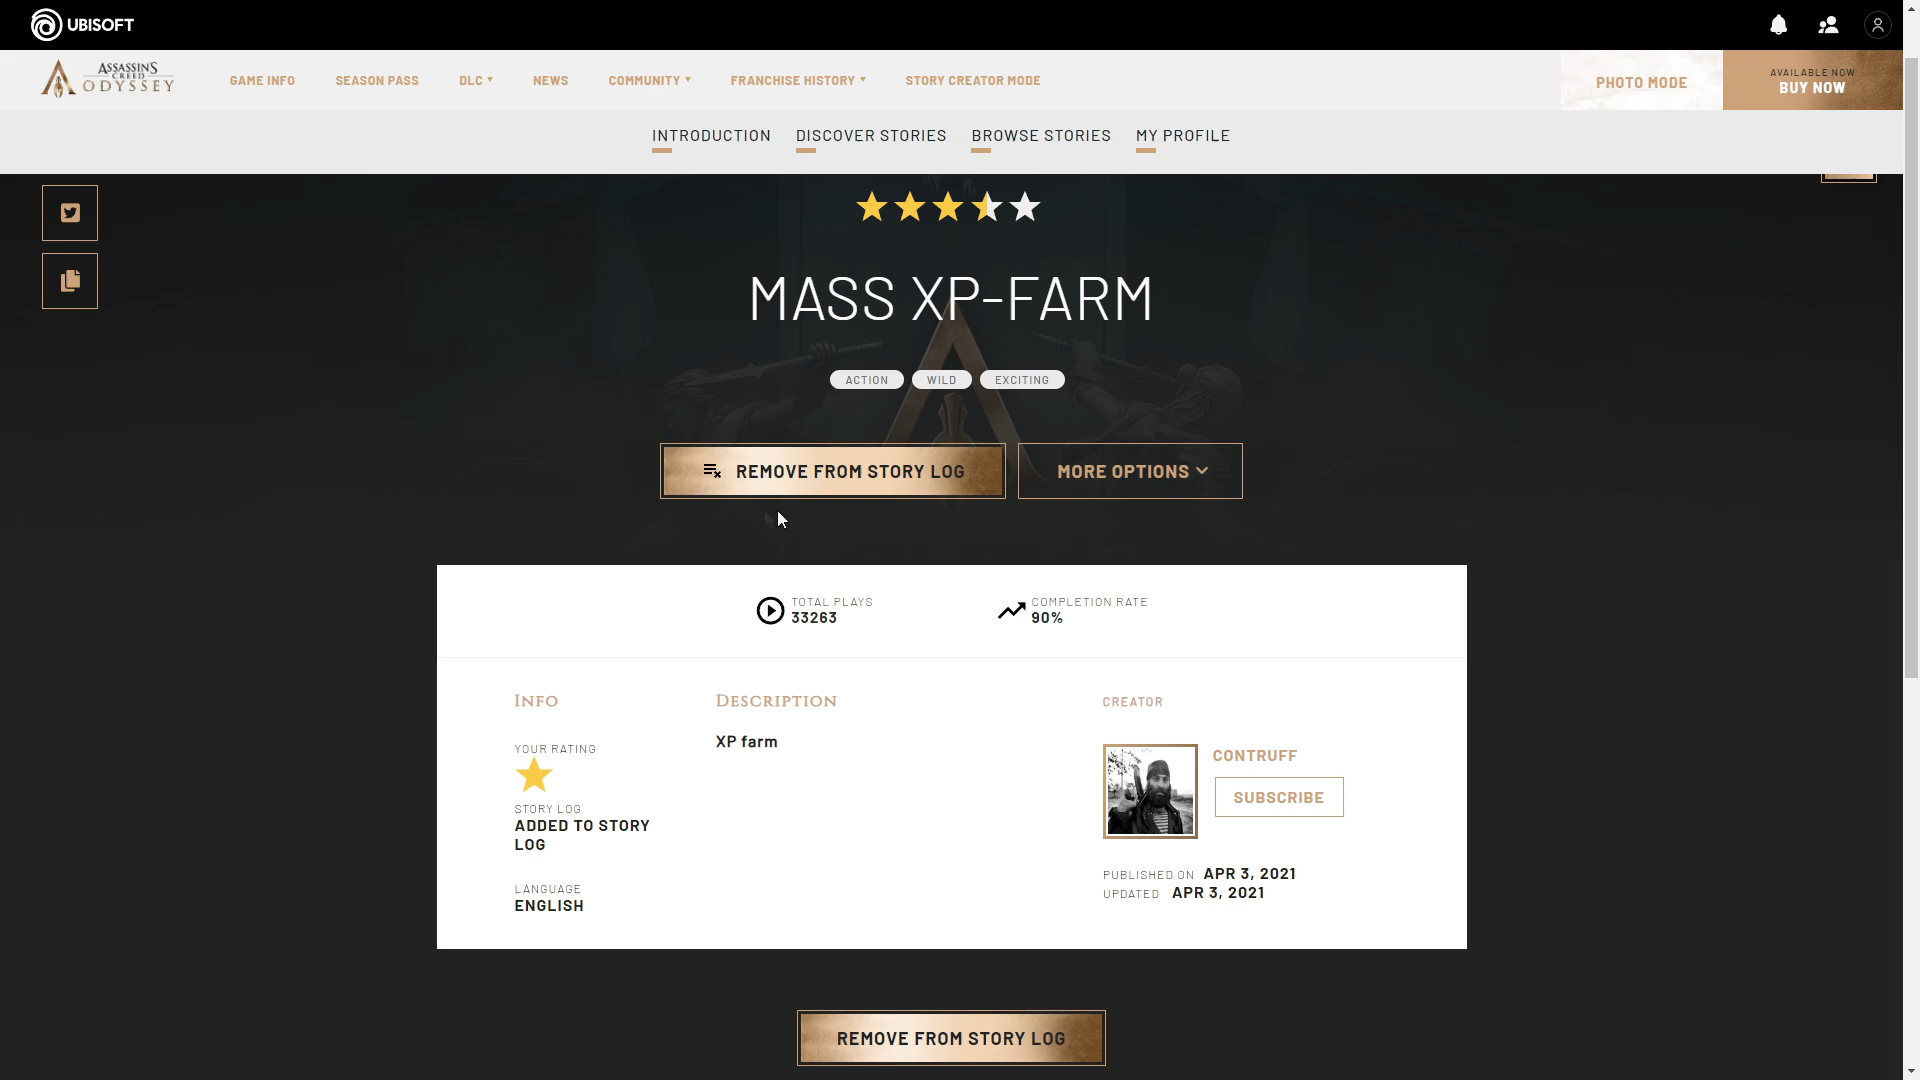 UBISOFT
ASSASSIN'S
CREED
ODYSSEY
GAME INFO
SEASON PASS
DLC
NEWS
COMMUNITY
FRANCHISE HISTORY
STORY CREATOR MODE
PHOTO MODE
AVAILABLE NOW
BUY NOW
INTRODUCTION
DISCOVER STORIES
BROWSE STORIES
MY PROFILE
MASS XP-FARM
ACTION
WILD
EXCITING
REMOVE FROM STORY LOG
MORE OPTIONS
TOTAL PLAYS
33263
COMPLETION RATE
90%
INFO
YOUR RATING
STORY LOG
ADDED TO STORY
LOG
LANGUAGE
ENGLISH
DESCRIPTION
XP farm
CREATOR
CONTRUFF
SUBSCRIBE
PUBLISHED ON APR 3, 2021
UPDATED APR 3, 2021
REMOVE FROM STORY LOG